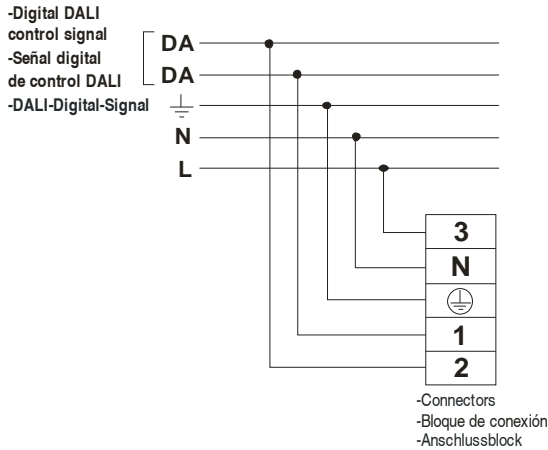 -Digital DALI
control signal
-Señal digital
de control DALI
-DALI-Digital-Signal
DA
DA
N
L
3
N
1
2
-Connectors
-Bloque de conexión
-Anschlussblock